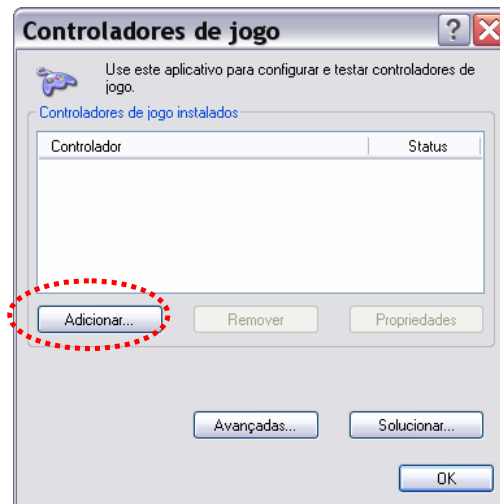 Controladores de jogo
Use este aplicativo para configurar e testar controladores de
jogo.
Controladores de jogo instalados
Controlador Status
Adicionar... Remover Propriedades
Avançadas... Solucionar...
OK